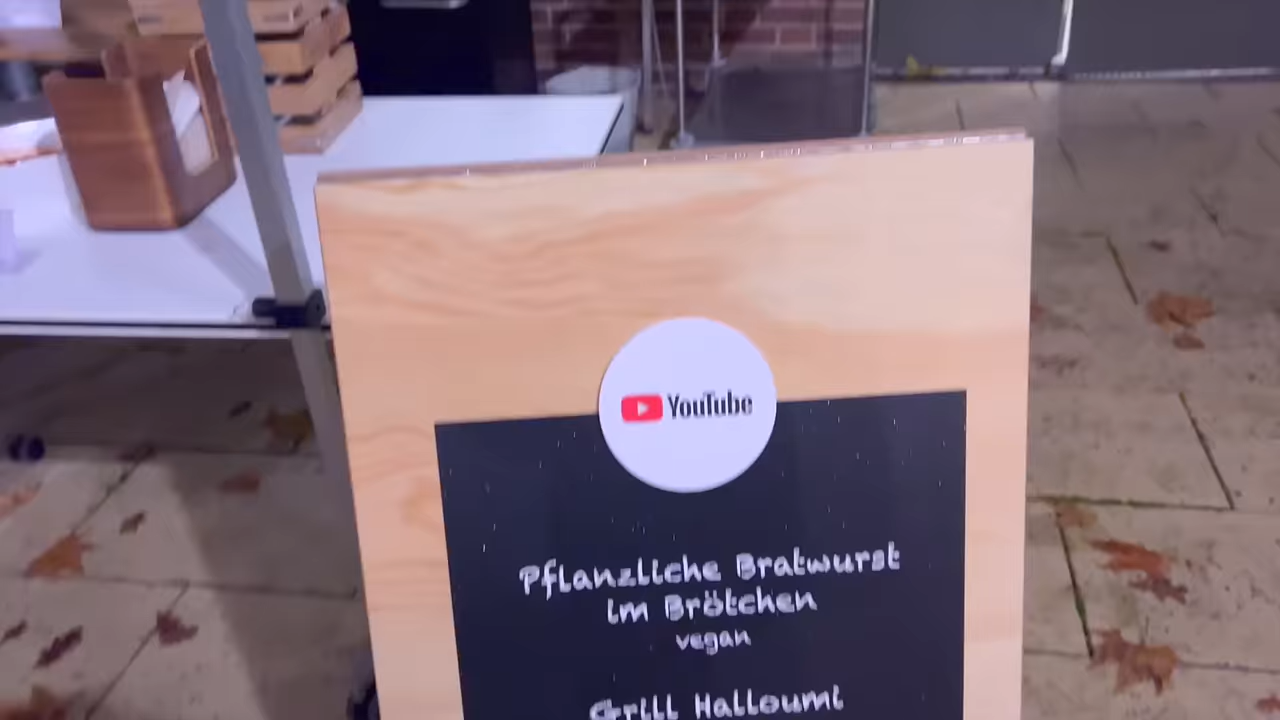 YouTube
Pflanzliche Bratwurst
im Brötchen
vegan
Grill Halloumi